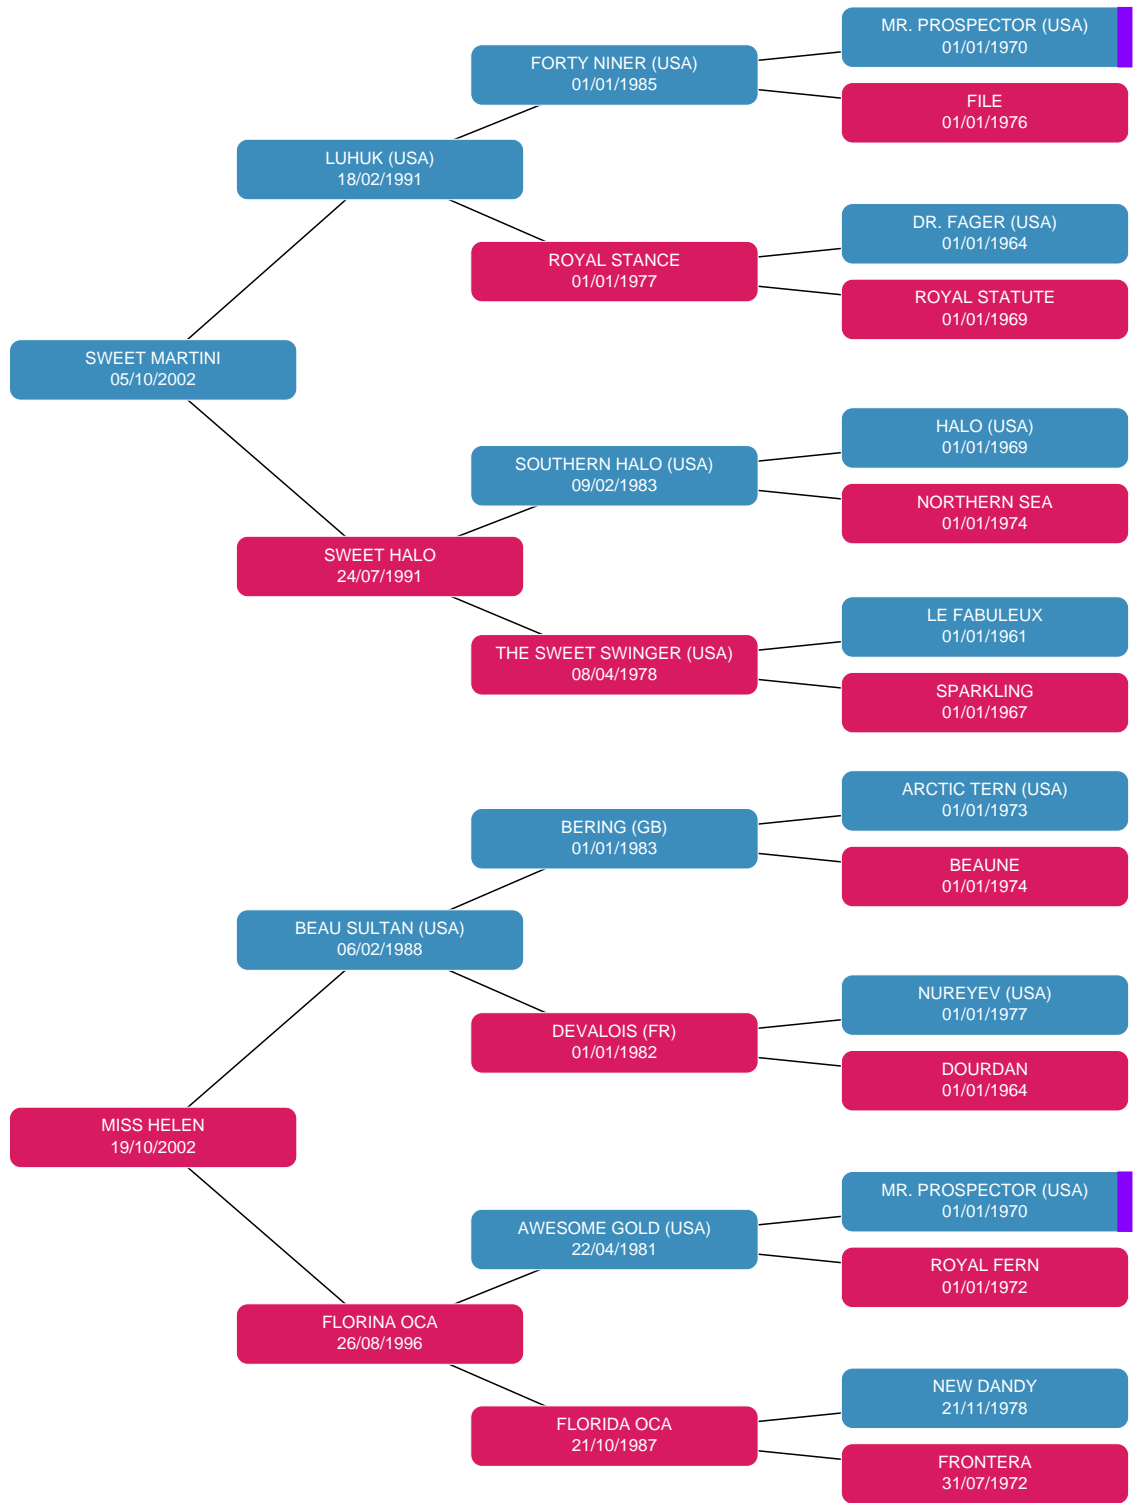 MR. PROSPECTOR (USA)
01/01/1970
FORTY NINER (USA)
01/01/1985
FILE
01/01/1976
LUHUK (USA)
18/02/1991
DR. FAGER (USA)
01/01/1964
ROYAL STANCE
01/01/1977
ROYAL STATUTE
01/01/1969
SWEET MARTINI
05/10/2002
HALO (USA)
01/01/1969
SOUTHERN HALO (USA)
09/02/1983
NORTHERN SEA
01/01/1974
SWEET HALO
24/07/1991
LE FABULEUX
01/01/1961
THE SWEET SWINGER (USA)
08/04/1978
SPARKLING
01/01/1967
ARCTIC TERN (USA)
01/01/1973
BERING (GB)
01/01/1983
BEAUNE
01/01/1974
BEAU SULTAN (USA)
06/02/1988
NUREYEV (USA)
01/01/1977
DEVALOIS (FR)
01/01/1982
DOURDAN
01/01/1964
MISS HELEN
19/10/2002
MR. PROSPECTOR (USA)
01/01/1970
AWESOME GOLD (USA)
22/04/1981
ROYAL FERN
01/01/1972
FLORINA OCA
26/08/1996
NEW DANDY
21/11/1978
FLORIDA OCA
21/10/1987
FRONTERA
31/07/1972